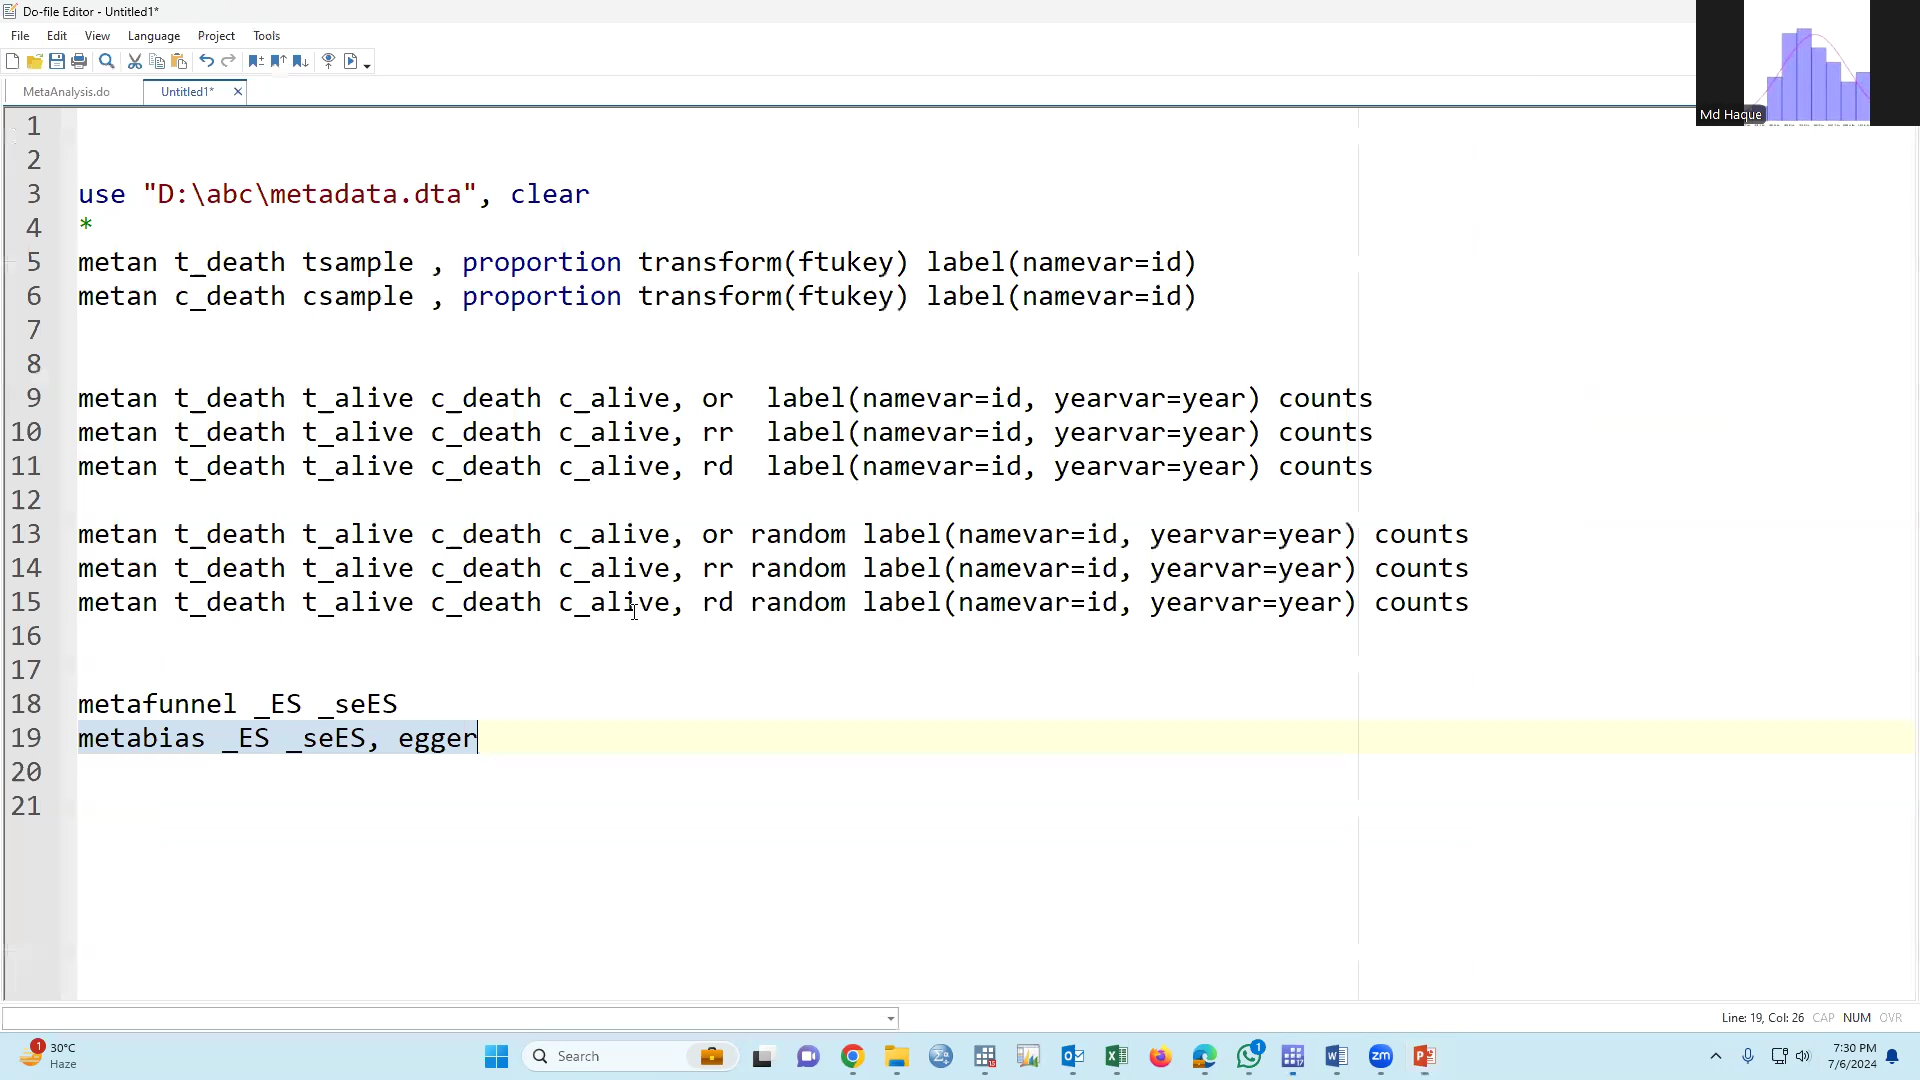 Do-file Editor - Untitled1*
File Edit View Language Project Tools
MetaAnalysis.do Untitled1*
Md Haque
1
2
3 use "D:\abc\metadata.dta", clear
4 *
5 metan t_death tsample , proportion transform(ftukey) label(namevar=id)
6 metan c_death csample , proportion transform(ftukey) label(namevar=id)
7
8
9 metan t_death t_alive c_death c_alive, or  label(namevar=id, yearvar=year) counts
10 metan t_death t_alive c_death c_alive, rr  label(namevar=id, yearvar=year) counts
11 metan t_death t_alive c_death c_alive, rd  label(namevar=id, yearvar=year) counts
12
13 metan t_death t_alive c_death c_alive, or random label(namevar=id, yearvar=year) counts
14 metan t_death t_alive c_death c_alive, rr random label(namevar=id, yearvar=year) counts
15 metan t_death t_alive c_death c_alive, rd random label(namevar=id, yearvar=year) counts
16
17
18 metafunnel _ES _seES
19 metabias _ES _seES, egger
20
21
Line: 19, Col: 26 CAP NUM OVR
1 30°C
Haze
Search
1
zm
7:30 PM
7/6/2024